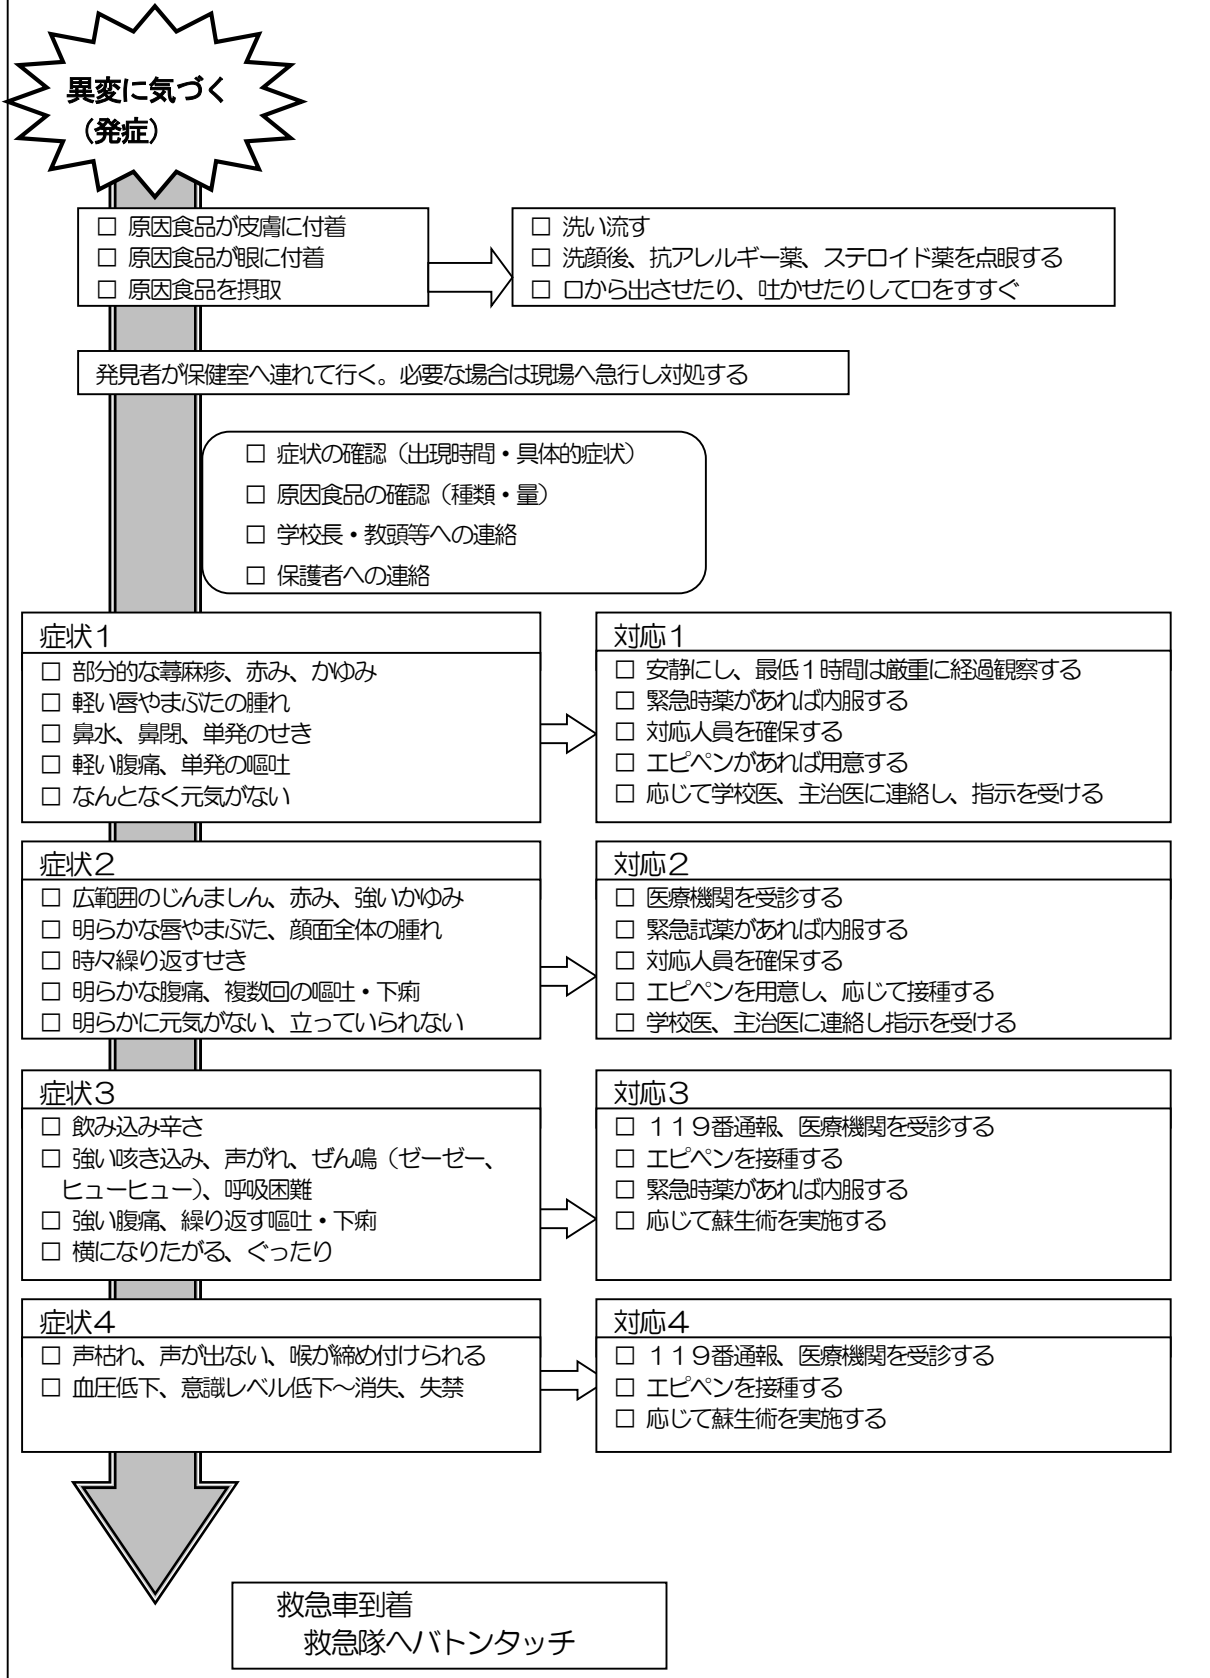 異変に気づく
（発症）
□ 原因食品が皮膚に付着
□ 原因食品が眼に付着
□ 原因食品を摂取
□ 洗い流す
□ 洗顔後、抗アレルギー薬、ステロイド薬を点眼する
□ 口から出させたり、吐かせたりして口をすすぐ
発見者が保健室へ連れて行く。必要な場合は現場へ急行し対処する
□ 症状の確認（出現時間・具体的症状）
□ 原因食品の確認（種類・量）
□ 学校長・教頭等への連絡
□ 保護者への連絡
症状１
□ 部分的な蕁麻疹、赤み、かゆみ
□ 軽い唇やまぶたの腫れ
□ 鼻水、鼻閉、単発のせき
□ 軽い腹痛、単発の嘔吐
□ なんとなく元気がない
対応１
□ 安静にし、最低１時間は厳重に経過観察する
□ 緊急時薬があれば内服する
□ 対応人員を確保する
□ エピペンがあれば用意する
□ 応じて学校医、主治医に連絡し、指示を受ける
症状２
□ 広範囲のじんましん、赤み、強いかゆみ
□ 明らかな唇やまぶた、顔面全体の腫れ
□ 時々繰り返すせき
□ 明らかな腹痛、複数回の嘔吐・下痢
□ 明らかに元気がない、立っていられない
対応２
□ 医療機関を受診する
□ 緊急試薬があれば内服する
□ 対応人員を確保する
□ エピペンを用意し、応じて接種する
□ 学校医、主治医に連絡し指示を受ける
症状３
□ 飲み込み辛さ
□ 強い咳き込み、声がれ、ぜん鳴（ゼーゼー、
ヒューヒュー）、呼吸困難
□ 強い腹痛、繰り返す嘔吐・下痢
□ 横になりたがる、ぐったり
対応３
□ １１９番通報、医療機関を受診する
□ エピペンを接種する
□ 緊急時薬があれば内服する
□ 応じて蘇生術を実施する
症状４
□ 声枯れ、声が出ない、喉が締め付けられる
□ 血圧低下、意識レベル低下～消失、失禁
対応４
□ １１９番通報、医療機関を受診する
□ エピペンを接種する
□ 応じて蘇生術を実施する
救急車到着
救急隊へバトンタッチ